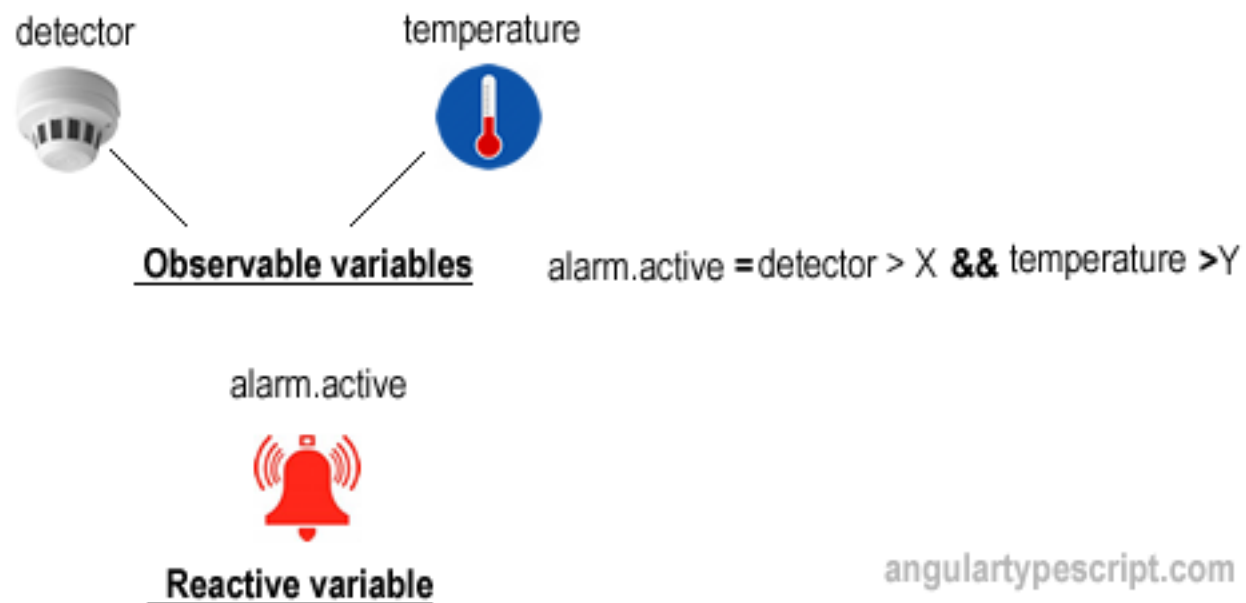 detector
temperature
Observable variables
alarm.active =detector > X && temperature >Y
alarm.active
Reactive variable
angulartypescript.com